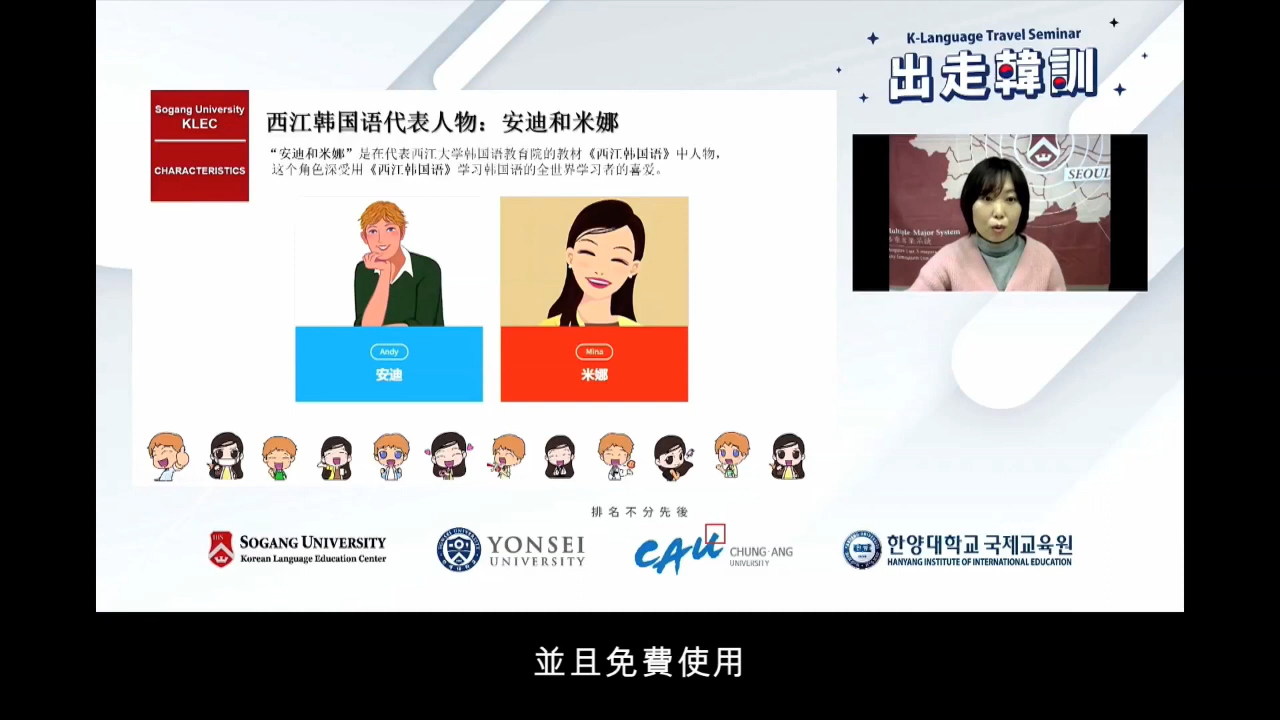 K-Language Travel Seminar
出走韓訓
Sogang University
KLEC
CHARACTERISTICS
西江韩国语代表人物：安迪和米娜
“安迪和米娜”是在代表西江大学韩国语教育院的教材《西江韩国语》中人物，
这个角色深受用《西江韩国语》学习韩国语的全世界学习者的喜爱。
SEOUL
Multiple Major System
Andy
安迪
Mina
米娜
排名不分先後
SOGANG UNIVERSITY
Korean Language Education Center
YONSEI
UNIVERSITY
CAU
CHUNG-ANG
UNIVERSITY
한양대학교 국제교육원
HANYANG INSTITUTE OF INTERNATIONAL EDUCATION
並且免費使用